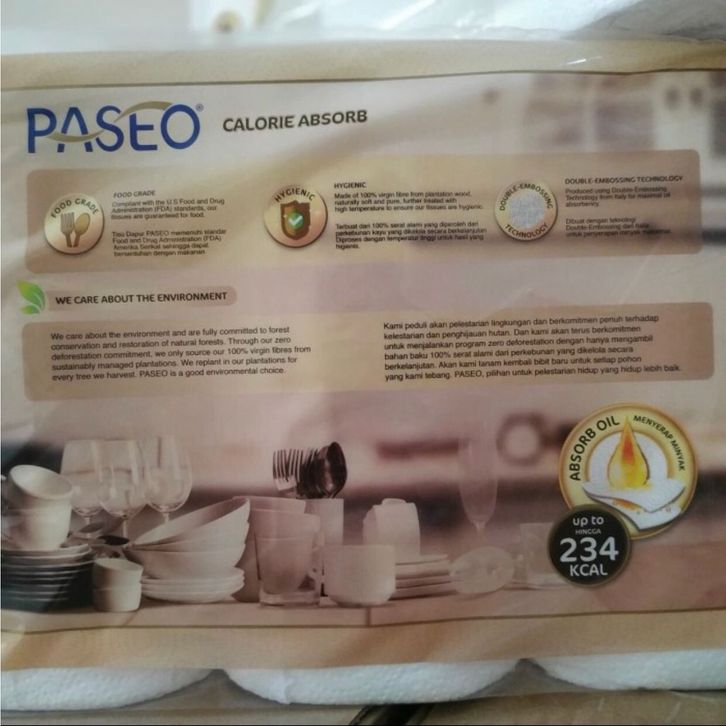 PASEO®
CALORIE ABSORB
FOOD GRADE
FOOD GRADE
Compliant with the U.S Food and Drug
Administration (FDA) standards, our
tissues are guaranteed for food.
Tisu Dapur PASEO memenuhi standar
Food and Drug Administration (FDA)
Amerika Serikat sehingga dapat
bersentuhan dengan makanan.
HYGIENIC
HYGIENIC
Made of 100% virgin fibre from plantation wood,
naturally soft and pure, further treated with
high temperature to ensure our tissues are hygienic.
Terbuat dari 100% serat alami yang diperoleh dari
perkebunan kayu yang dikelola secara berkelanjutan
Diproses dengan temperatur tinggi untuk hasil yang
higienis.
DOUBLE-EMBOSSING
TECHNOLOGY
DOUBLE-EMBOSSING TECHNOLOGY
Produced using Double-Embossing
Technology from Italy for maximal oil
absorbency.
Dibuat dengan teknologi
Double-Embossing dari Italia
untuk penyerapan minyak maksimal.
WE CARE ABOUT THE ENVIRONMENT
We care about the environment and are fully committed to forest
conservation and restoration of natural forests. Through our zero
deforestation commitment, we only source our 100% virgin fibres from
sustainably managed plantations. We replant in our plantations for
every tree we harvest. PASEO is a good environmental choice.
Kami peduli akan pelestarian lingkungan dan berkomitmen penuh terhadap
kelestarian dan penghijauan hutan. Dan kami akan terus berkomitmen
untuk menjalankan program zero deforestation dengan hanya mengambil
bahan baku 100% serat alami dari perkebunan yang dikelola secara
berkelanjutan. Akan kami tanam kembali bibit baru untuk setiap pohon
yang kami tebang. PASEO, pilihan untuk pelestarian hidup yang hidup lebih baik.
ABSORB OIL
MENYERAP MINYAK
up to
HINGGA
234
KCAL